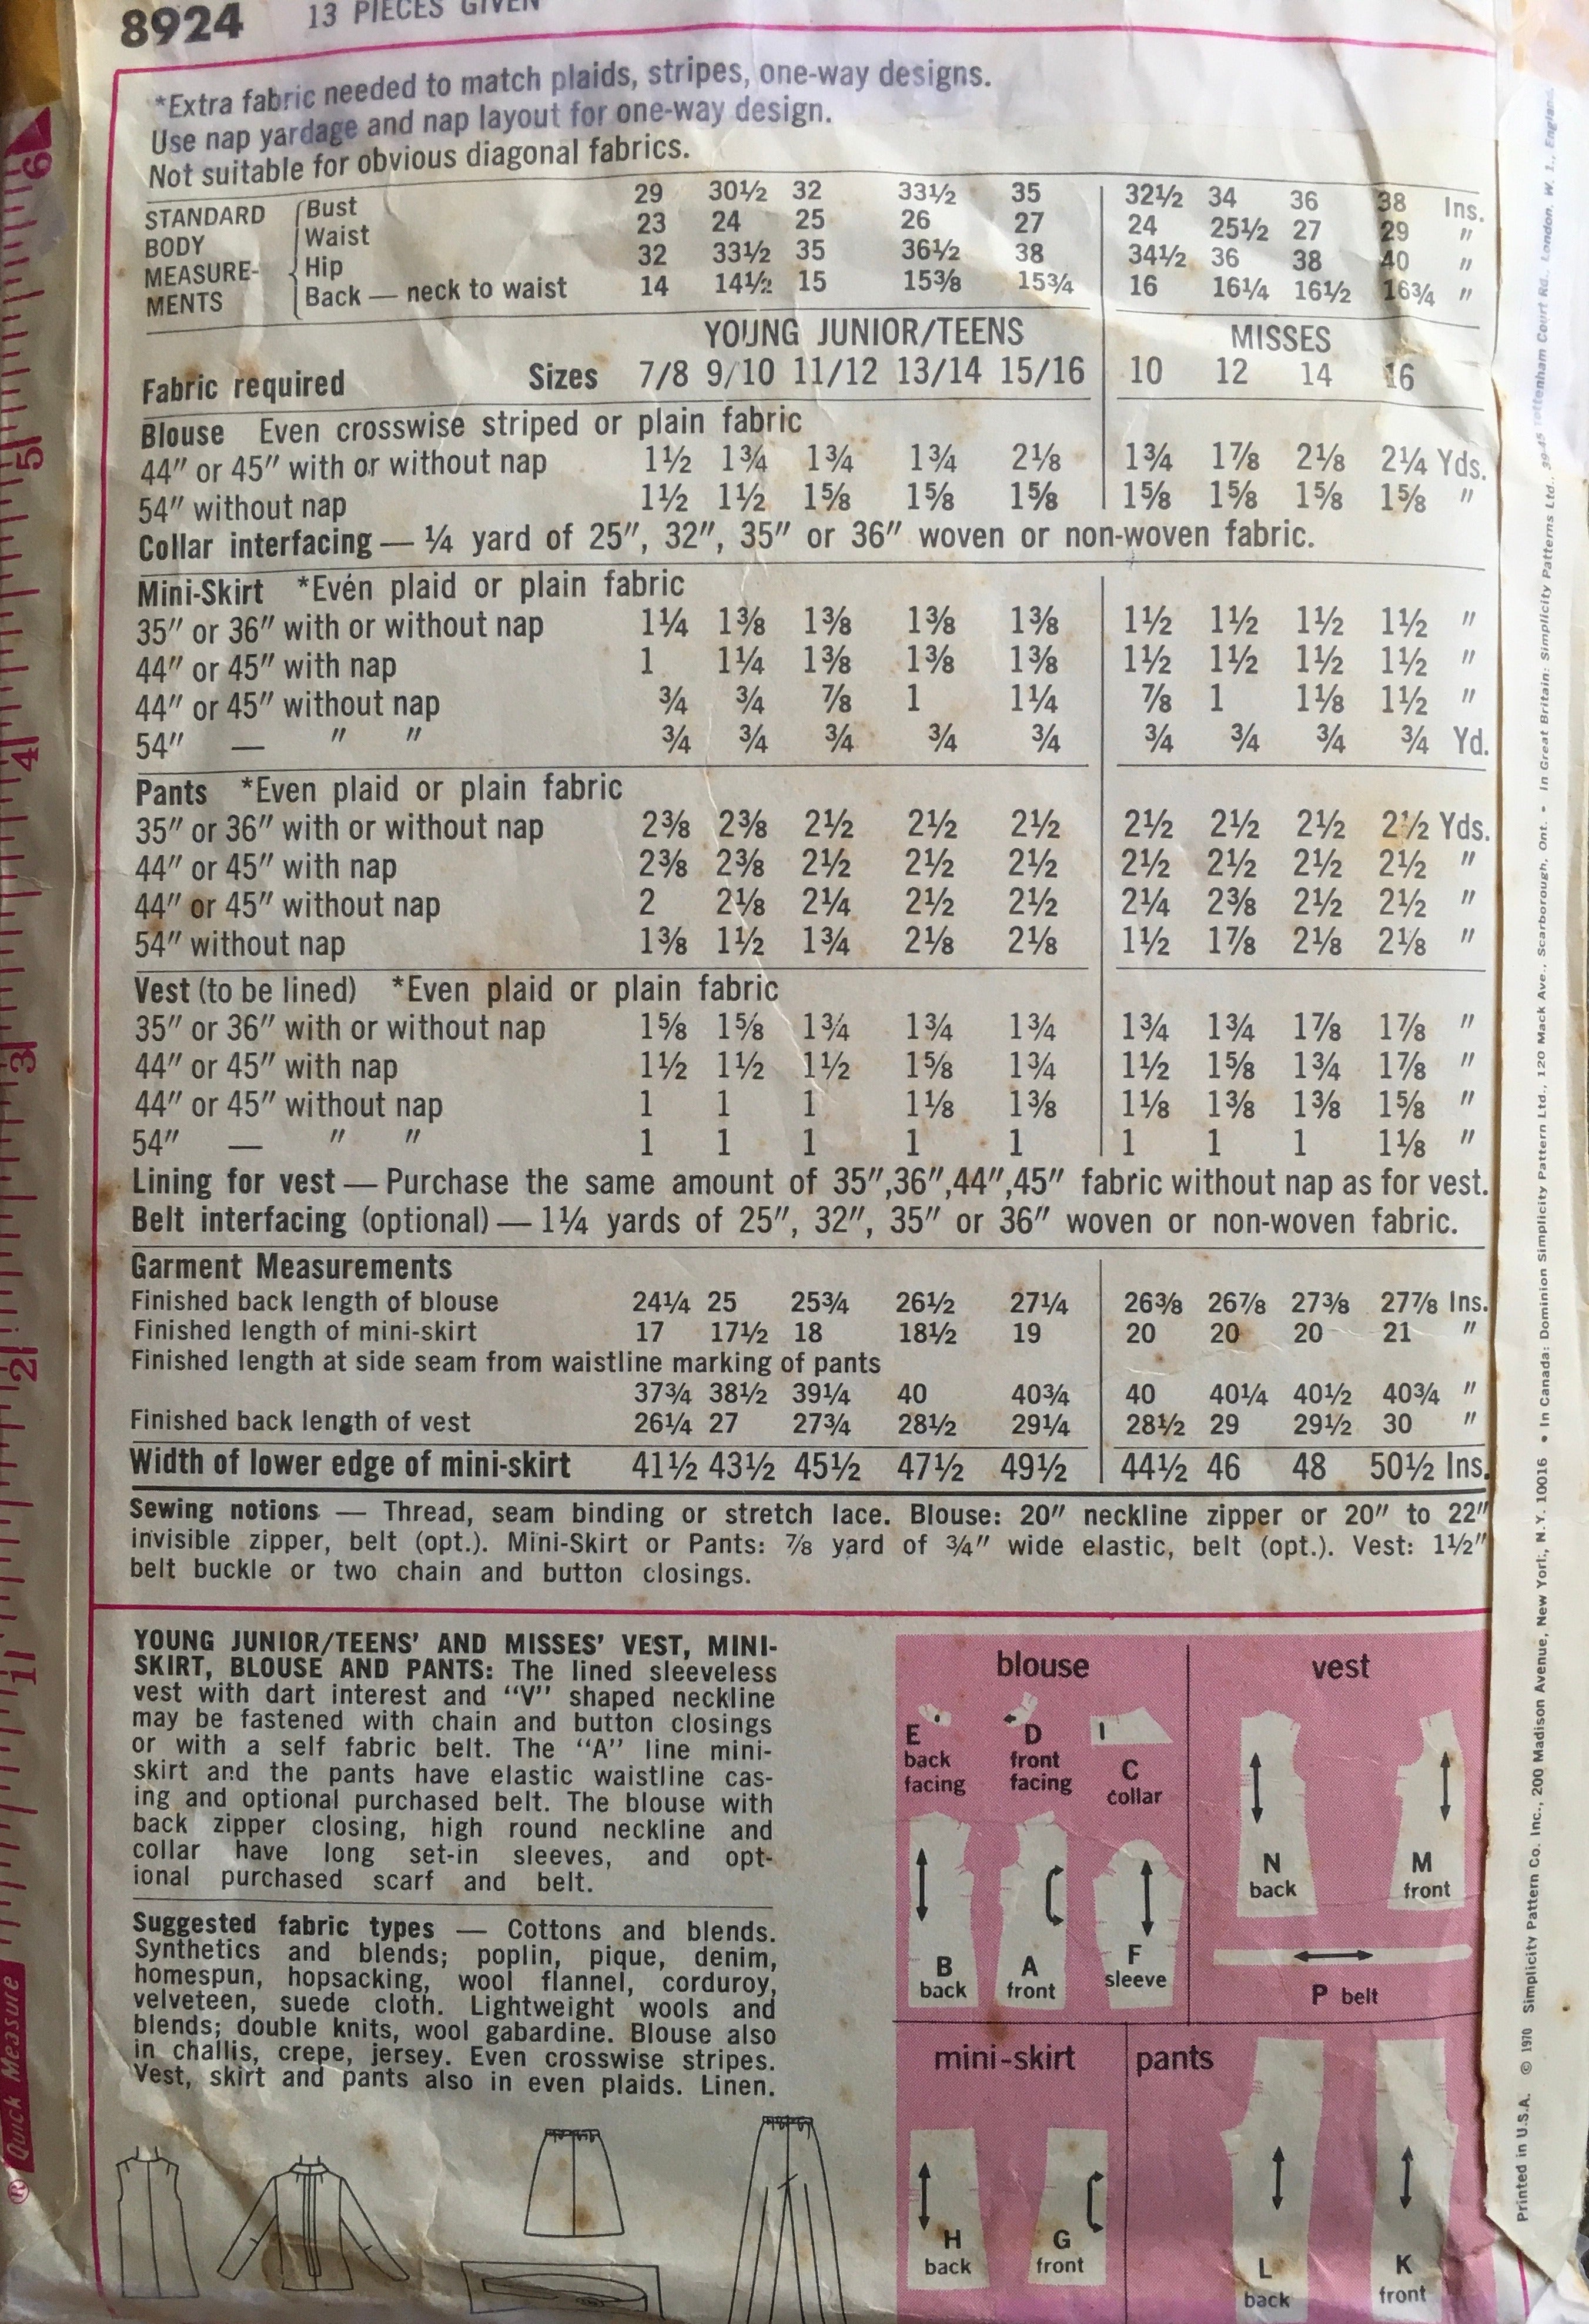 8924 13 PIECES GIVEN
*Extra fabric needed to match plaids, stripes, one-way designs.
Use nap yardage and nap layout for one-way design.
Not suitable for obvious diagonal fabrics.
STANDARD BODY MEASURE-MENTS
Bust 29 30½ 32 33½ 35 32½ 34 36 38 Ins.
Waist 23 24 25 26 27 24 25½ 27 29 "
Hip 32 33½ 35 36½ 38 34½ 36 38 40 "
Back — neck to waist 14 14½ 15 15⅜ 15¾ 16 16¼ 16½ 16¾ "
YOUNG JUNIOR/TEENS MISSES
Fabric required Sizes 7/8 9/10 11/12 13/14 15/16 10 12 14 16
Blouse Even crosswise striped or plain fabric
44" or 45" with or without nap 1½ 1¾ 1¾ 1¾ 2⅛ 1¾ 1⅞ 2⅛ 2¼ Yds.
54" without nap 1½ 1½ 1⅝ 1⅝ 1⅝ 1⅝ 1⅝ 1⅝ 1⅝ "
Collar interfacing — ¼ yard of 25", 32", 35" or 36" woven or non-woven fabric.
Mini-Skirt *Even plaid or plain fabric
35" or 36" with or without nap 1¼ 1⅜ 1⅜ 1⅜ 1⅜ 1½ 1½ 1½ 1½ "
44" or 45" with nap 1 1¼ 1⅜ 1⅜ 1⅜ 1½ 1½ 1½ 1½ "
44" or 45" without nap ¾ ¾ ⅞ 1 1¼ ⅞ 1 1⅛ 1½ "
54" — " " ¾ ¾ ¾ ¾ ¾ ¾ ¾ ¾ ¾ Yd.
Pants *Even plaid or plain fabric
35" or 36" with or without nap 2⅜ 2⅜ 2½ 2½ 2½ 2½ 2½ 2½ 2½ Yds.
44" or 45" with nap 2⅜ 2⅜ 2½ 2½ 2½ 2½ 2½ 2½ 2½ "
44" or 45" without nap 2 2⅛ 2¼ 2½ 2½ 2¼ 2⅜ 2½ 2½ "
54" without nap 1⅜ 1½ 1¾ 2⅛ 2⅛ 1½ 1⅞ 2⅛ 2⅛ "
Vest (to be lined) *Even plaid or plain fabric
35" or 36" with or without nap 1⅝ 1⅝ 1¾ 1¾ 1¾ 1¾ 1¾ 1⅞ 1⅞ "
44" or 45" with nap 1½ 1½ 1½ 1⅝ 1¾ 1½ 1⅝ 1¾ 1⅞ "
44" or 45" without nap 1 1 1 1⅛ 1⅜ 1⅛ 1⅜ 1⅜ 1⅝ "
54" — " " 1 1 1 1 1 1 1 1 1⅛ "
Lining for vest — Purchase the same amount of 35",36",44",45" fabric without nap as for vest.
Belt interfacing (optional) — 1¼ yards of 25", 32", 35" or 36" woven or non-woven fabric.
Garment Measurements
Finished back length of blouse 24¼ 25 25¾ 26½ 27¼ 26⅜ 26⅞ 27⅜ 27⅞ Ins.
Finished length of mini-skirt 17 17½ 18 18½ 19 20 20 20 21 "
Finished length at side seam from waistline marking of pants
37¾ 38½ 39¼ 40 40¾ 40 40¼ 40½ 40¾ "
Finished back length of vest 26¼ 27 27¾ 28½ 29¼ 28½ 29 29½ 30 "
Width of lower edge of mini-skirt 41½ 43½ 45½ 47½ 49½ 44½ 46 48 50½ Ins.
Sewing notions — Thread, seam binding or stretch lace. Blouse: 20" neckline zipper or 20" to 22"
invisible zipper, belt (opt.). Mini-Skirt or Pants: ⅞ yard of ¾" wide elastic, belt (opt.). Vest: 1½"
belt buckle or two chain and button closings.
YOUNG JUNIOR/TEENS' AND MISSES' VEST, MINI-
SKIRT, BLOUSE AND PANTS: The lined sleeveless
vest with dart interest and "V" shaped neckline
may be fastened with chain and button closings
or with a self fabric belt. The "A" line mini-
skirt and the pants have elastic waistline cas-
ing and optional purchased belt. The blouse with
back zipper closing, high round neckline and
collar have long set-in sleeves, and opt-
ional purchased scarf and belt.
Suggested fabric types — Cottons and blends.
Synthetics and blends; poplin, pique, denim,
homespun, hopsacking, wool flannel, corduroy,
velveteen, suede cloth. Lightweight wools and
blends; double knits, wool gabardine. Blouse also
in challis, crepe, jersey. Even crosswise stripes.
Vest, skirt and pants also in even plaids. Linen.
blouse
E back facing
D front facing
C collar
B back
A front
F sleeve
vest
N back
M front
P belt
mini-skirt
H back
G front
pants
L back
K front
6
5
4
3
2
1
Quick Measure ®
Printed in U.S.A. © 1970 Simplicity Pattern Co. Inc., 200 Madison Avenue, New York, N.Y. 10016 • In Canada: Dominion Simplicity Pattern Ltd., 120 Mack Ave., Scarborough, Ont. • In Great Britain: Simplicity Patterns Ltd., 39-45 Tottenham Court Rd., London, W. 1., England.